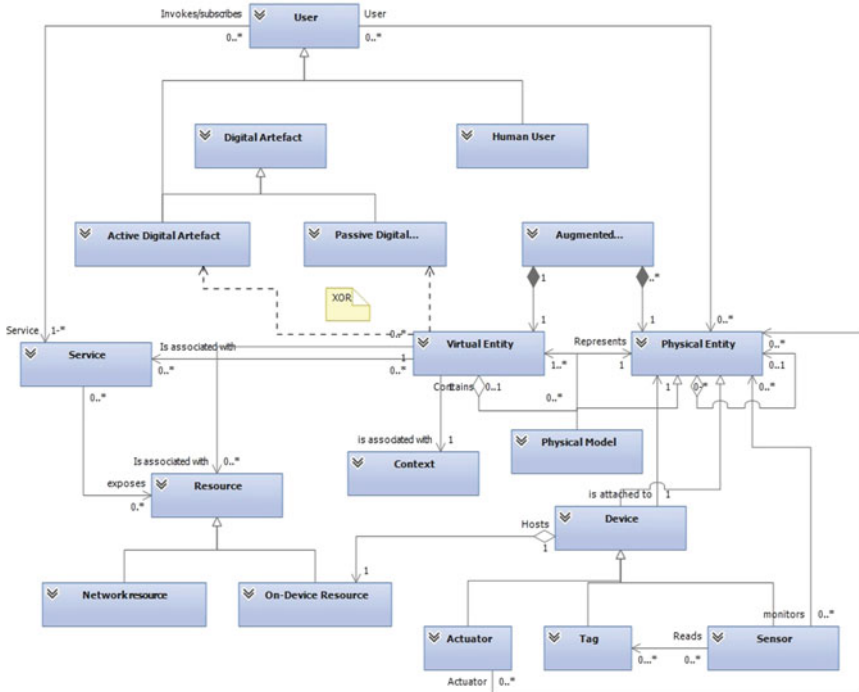 Invokes/subscribes
User
User
0..*
0..*
Digital Artefact
Human User
Active Digital Artefact
Passive Digital...
Augmented...
XOR
1
..*
Service
1-*
0..*
1
1
0..*
Service
Is associated with
1
Virtual Entity
Represents
Physical Entity
0..*
0..*
0..*
0..*
1..*
1
0..1
Contains
0..1
0..*
1
0-*
0..*
is associated with
1
Physical Model
Is associated with
0..*
Context
exposes
Resource
is attached to
1
0..*
Hosts
Device
1
Network resource
On-Device Resource
1
monitors
0..*
Actuator
Tag
Reads
Sensor
0...*
0..*
Actuator
0..*